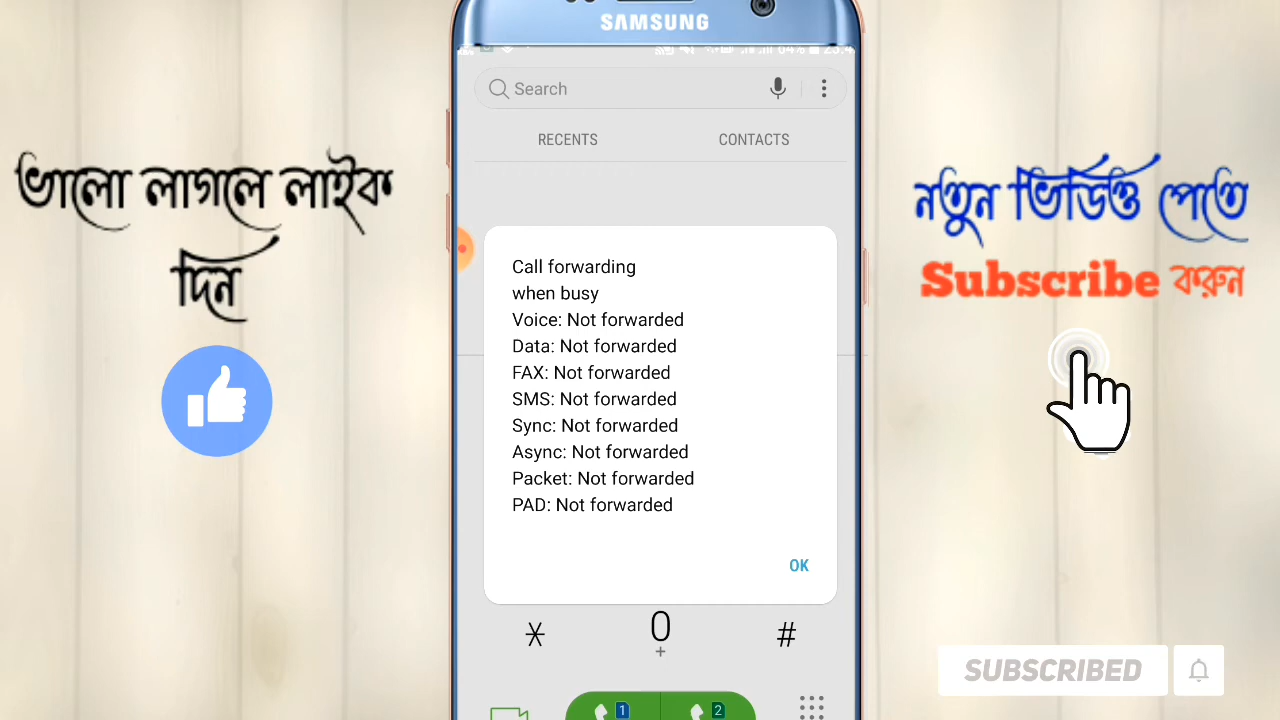 SAMSUNG
64%
Search
RECENTS
CONTACTS
ভালো লাগলে লাইক
দিন
নতুন ভিডিও পেতে
Subscribe করুন
Call forwarding
when busy
Voice: Not forwarded
Data: Not forwarded
FAX: Not forwarded
SMS: Not forwarded
Sync: Not forwarded
Async: Not forwarded
Packet: Not forwarded
PAD: Not forwarded
OK
* 0 #
+
1 2
SUBSCRIBED